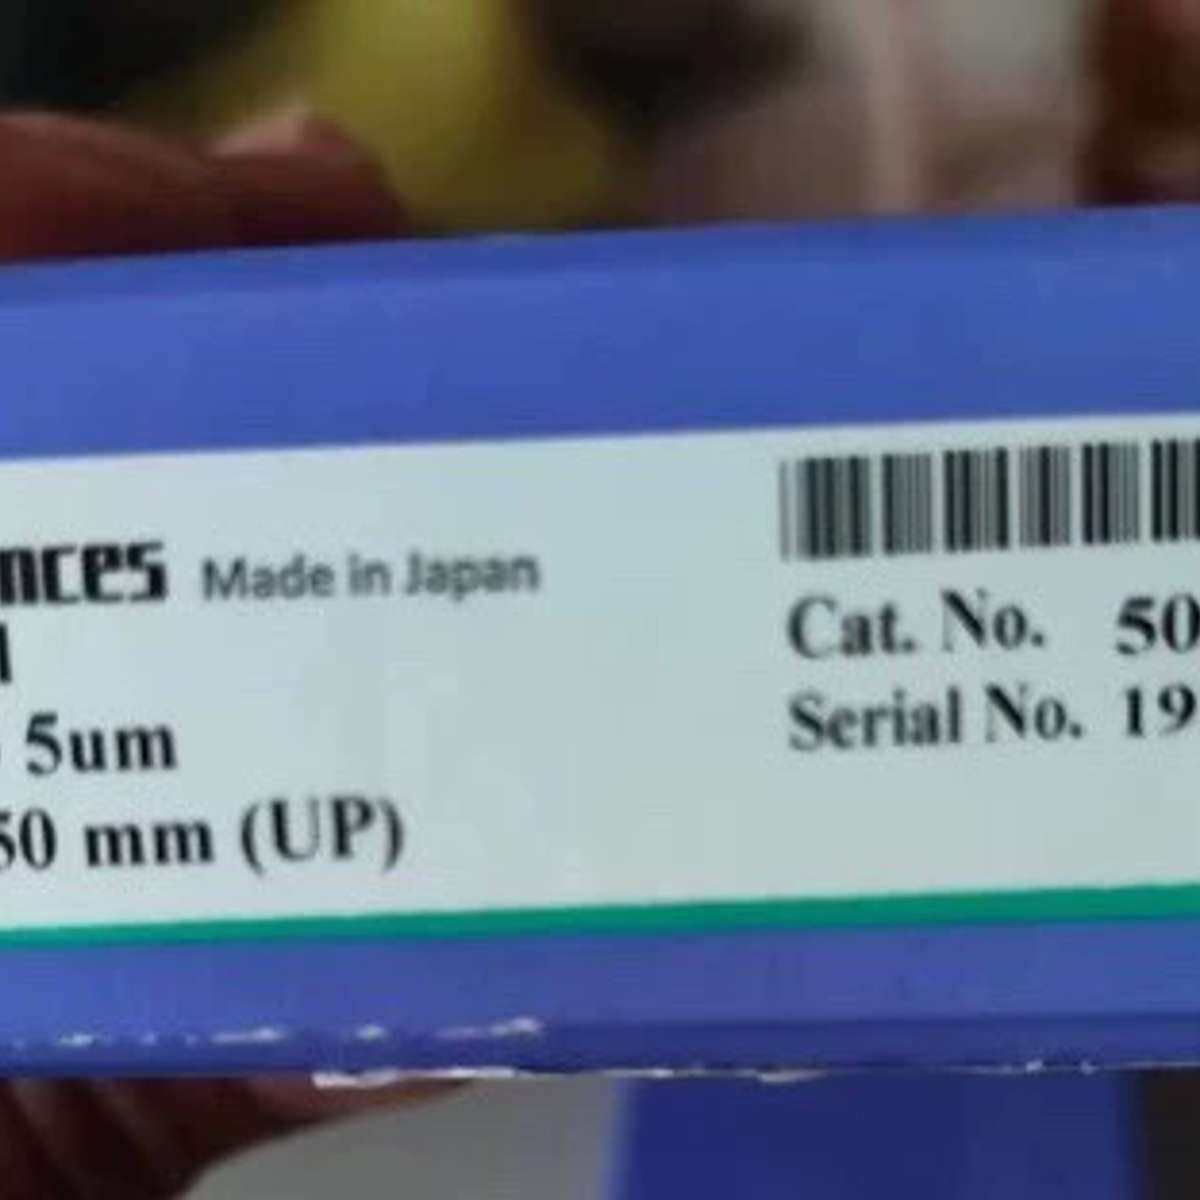 nces Made in Japan
5um
50 mm (UP)
Cat. No. 50
Serial No. 19